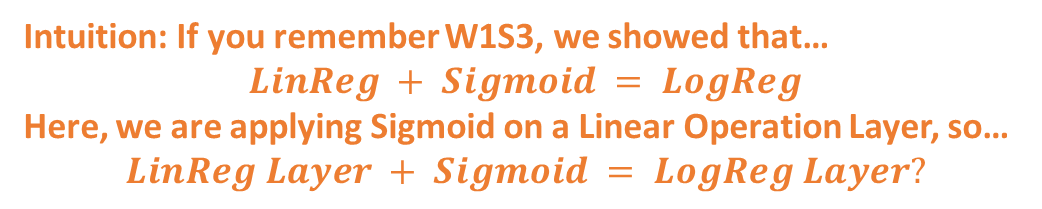 Intuition: If you remember W1S3, we showed that…
LinReg + Sigmoid = LogReg
Here, we are applying Sigmoid on a Linear Operation Layer, so…
LinReg Layer + Sigmoid = LogReg Layer?